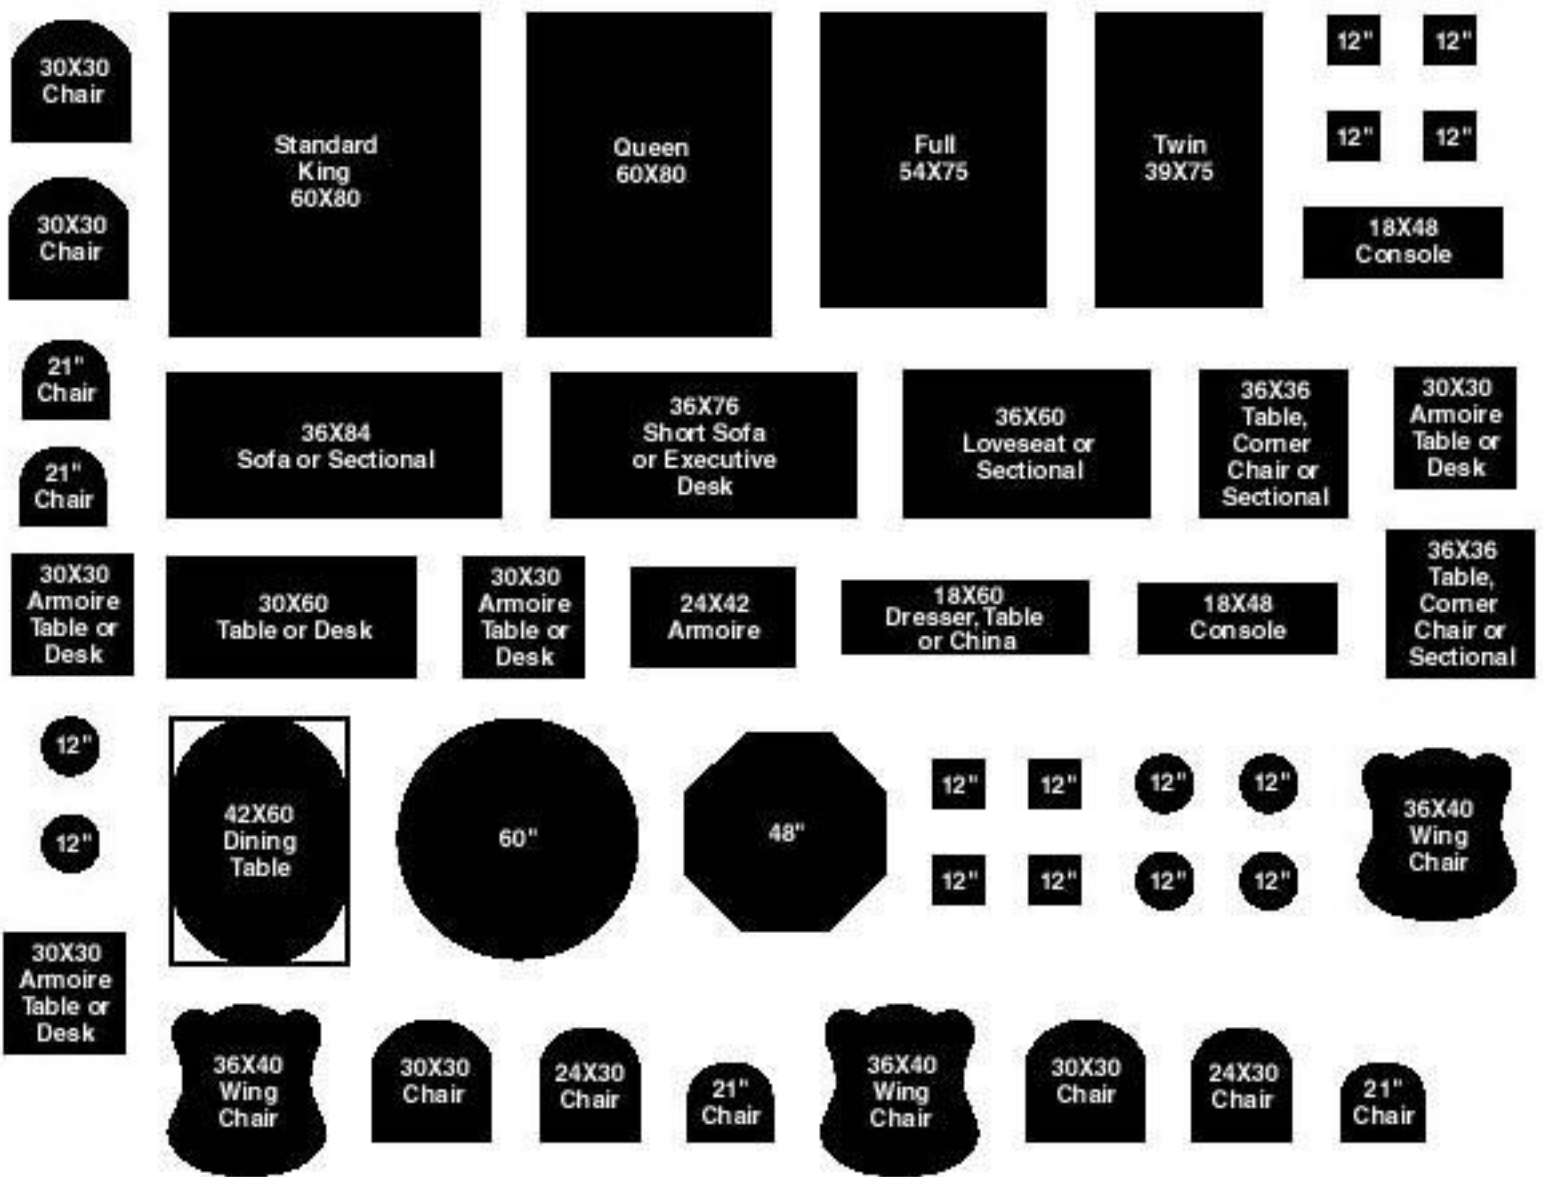 30X30
Chair
Standard
King
60X80
Queen
60X80
Full
54X75
Twin
39X75
12"
12"
12"
12"
30X30
Chair
18X48
Console
21"
Chair
36X84
Sofa or Sectional
36X76
Short Sofa
or Executive
Desk
36X60
Loveseat or
Sectional
36X36
Table,
Corner
Chair or
Sectional
30X30
Armoire
Table or
Desk
21"
Chair
30X30
Armoire
Table or
Desk
30X60
Table or Desk
30X30
Armoire
Table or
Desk
24X42
Armoire
18X60
Dresser, Table
or China
18X48
Console
36X36
Table,
Corner
Chair or
Sectional
12"
12"
42X60
Dining
Table
60"
48"
12"
12"
12"
12"
12"
12"
12"
12"
36X40
Wing
Chair
30X30
Armoire
Table or
Desk
36X40
Wing
Chair
30X30
Chair
24X30
Chair
21"
Chair
36X40
Wing
Chair
30X30
Chair
24X30
Chair
21"
Chair